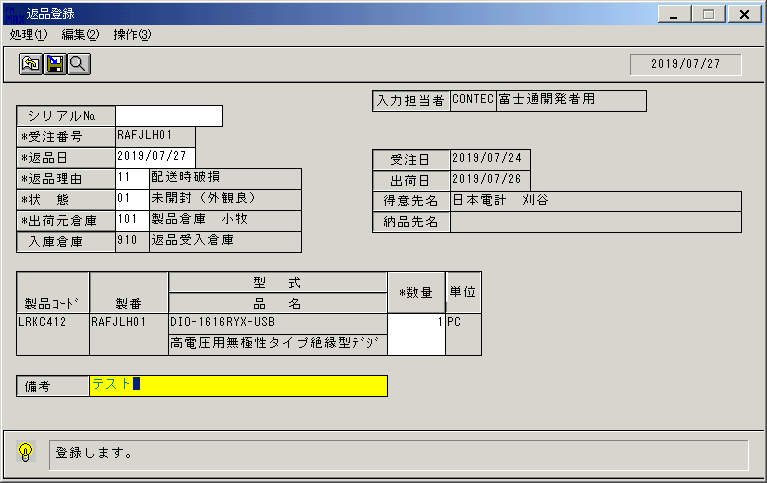 MAX 返品登録
処理(1) 編集(2) 操作(3)
2019/07/27
入力担当者 CONTEC 富士通開発者用
シリアル№
*受注番号 RAFJLH01
*返品日 2019/07/27
受注日 2019/07/24
*返品理由 11 配送時破損
出荷日 2019/07/26
*状 態 01 未開封（外観良）
得意先名 日本電計 刈谷
*出荷元倉庫 101 製品倉庫 小牧
納品先名
入庫倉庫 910 返品受入倉庫
型 式
*数量 単位
製品ｺｰﾄﾞ 製番 品 名
LRKC412 RAFJLH01 DIO-1616RYX-USB 1 PC
高電圧用無極性タイプ絶縁型ﾃﾞｼﾞ
備考 テスト
登録します。